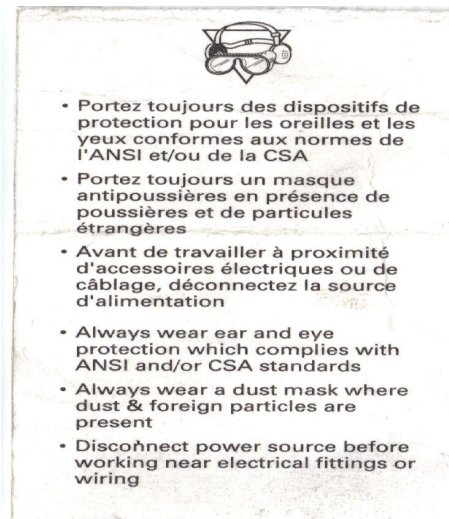 • Portez toujours des dispositifs de
protection pour les oreilles et les
yeux conformes aux normes de
l'ANSI et/ou de la CSA
• Portez toujours un masque
antipoussières en présence de
poussières et de particules
étrangères
• Avant de travailler à proximité
d'accessoires électriques ou de
câblage, déconnectez la source
d'alimentation
• Always wear ear and eye
protection which complies with
ANSI and/or CSA standards
• Always wear a dust mask where
dust & foreign particles are
present
• Disconnect power source before
working near electrical fittings or
wiring